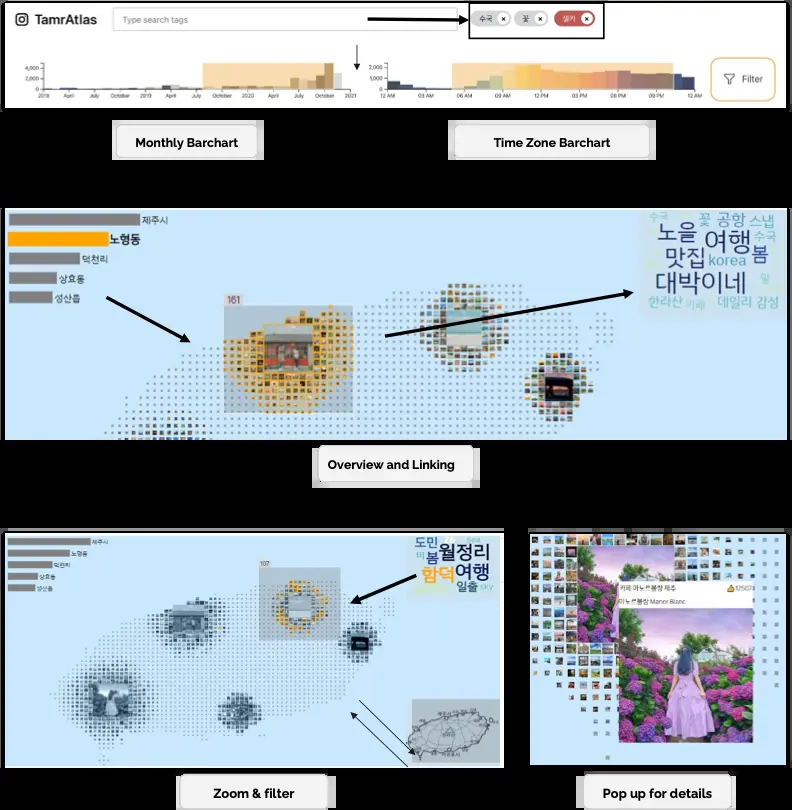 TamrAtlas
Type search tags
수국 ×
꽃 ×
셀카 ×
4,000
2,000
0
2018 April July October 2019 April July October 2020 April July October 2021
2,000
1,000
0
12 AM 03 AM 06 AM 09 AM 12 PM 03 PM 06 PM 09 PM 12 AM
Filter
Monthly Barchart
Time Zone Barchart
제주시
노형동
덕천리
상효동
성산읍
161
수국 꽃 공항 스냅
노을 여행 수국
맛집 korea 봄
대박이네 말
한라산 카페 데일리 감성
Overview and Linking
제주시
노형동
덕천리
상효동
성산읍
107
도민 Sea
비 봄 월정리
함덕 여행
일출 sky
Zoom & filter
카페 마노르블랑 제주
마노르블랑 Manor Blanc
Pop up for details